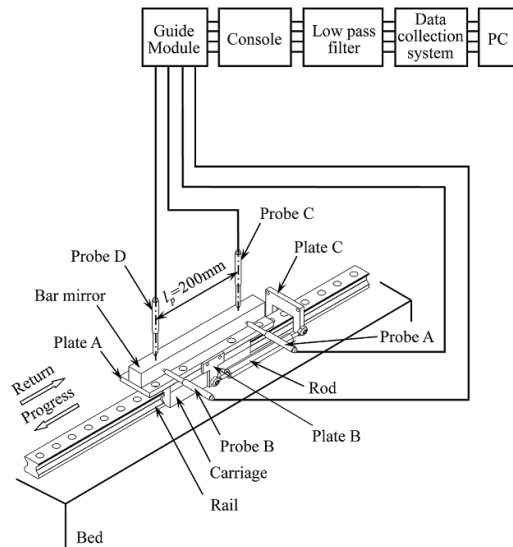 Guide
Module
Console
Low pass
filter
Data
collection
system
PC
Probe C
Probe D
l_p=200mm
Plate C
Bar mirror
Plate A
Probe A
Return
Progress
Rod
Plate B
Probe B
Carriage
Rail
Bed